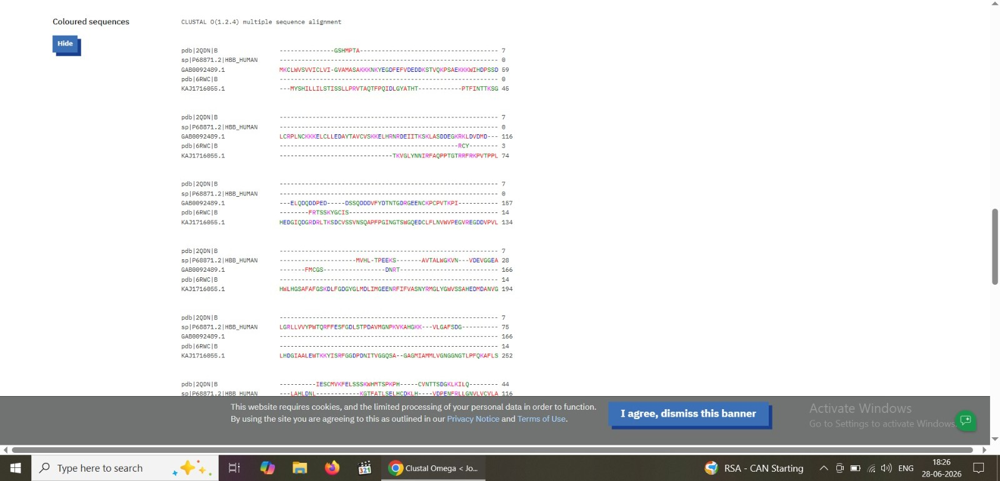 Coloured sequences
CLUSTAL O(1.2.4) multiple sequence alignment
Hide
pdb|2QDN|B ---------------GSHMPTA-------------------------------------- 7
sp|P68871.2|HBB_HUMAN ------------------------------------------------------------ 0
GAB0092489.1 MKCLWVSVVICLVI-GVAMASAKKKNKYEGDFEFVDEDDKSTVQKPSAEKKKWIHDPSSD 59
pdb|6RWC|B ------------------------------------------------------------ 0
KAJ1716055.1 ---MYSHILLILSTISSLLPRVTAQTFPQIDLGYATHT------------PTFINTTKSG 45
pdb|2QDN|B ------------------------------------------------------------ 7
sp|P68871.2|HBB_HUMAN ------------------------------------------------------------ 0
GAB0092489.1 LCRPLNCKKKELCLLEDAYTAVCVSKKELHRNRDEIITKSKLASDDEGKRKLDVDMD--- 116
pdb|6RWC|B -------------------------------------------------RCY-------- 3
KAJ1716055.1 -------------------------------TKVGLYNNIRFAQPPTGTRRFRKPVTPPL 74
pdb|2QDN|B ------------------------------------------------------------ 7
sp|P68871.2|HBB_HUMAN ------------------------------------------------------------ 0
GAB0092489.1 ---ELQDQDDPED-----DSSQDDDVFYDTNTGDRGEENCKPCPVTKPI----------- 157
pdb|6RWC|B --------FRTSSKYGCIS----------------------------------------- 14
KAJ1716055.1 HEDGIQDGRDRLTKSDCVSSVNSQAPFPGINGTSWGQEDCLFLNVWVPEGVREGDDVPVL 134
pdb|2QDN|B ------------------------------------------------------------ 7
sp|P68871.2|HBB_HUMAN ---------------------MVHL-TPEEKS-------AVTALWGKVN---VDEVGGEA 28
GAB0092489.1 -------FMCGS-----------------DNRT--------------------------- 166
pdb|6RWC|B ------------------------------------------------------------ 14
KAJ1716055.1 HWLHGSAFAFGSKDLFGDGYGLMDLIMGEENRFIFVASNYRMGLYGWVSSAHEDMDANVG 194
pdb|2QDN|B ------------------------------------------------------------ 7
sp|P68871.2|HBB_HUMAN LGRLLVVYPWTQRFFESFGDLSTPDAVMGNPKVKAHGKK---VLGAFSDG---------- 75
GAB0092489.1 ------------------------------------------------------------ 166
pdb|6RWC|B ------------------------------------------------------------ 14
KAJ1716055.1 LHDGIAALEWTKKYISRFGGDPDNITVGGQSA--GAGMIAMMLVGNGGNGTLPFQKAFLS 252
pdb|2QDN|B ----------IESCMVKFELSSSKWHMTSPKPH-----CVNTTSDGKLKILQ-------- 44
sp|P68871.2|HBB_HUMAN ---LAHLDNL------------KGTFATLSELHCDKLH----VDPENFRLLGNVLVCVLA 116
This website requires cookies, and the limited processing of your personal data in order to function.
By using the site you are agreeing to this as outlined in our Privacy Notice and Terms of Use.
I agree, dismiss this banner
Activate Windows
Go to Settings to activate Windows.
Type here to search
321
Clustal Omega < Jo...
RSA - CAN Starting
ENG
18:26
28-06-2026